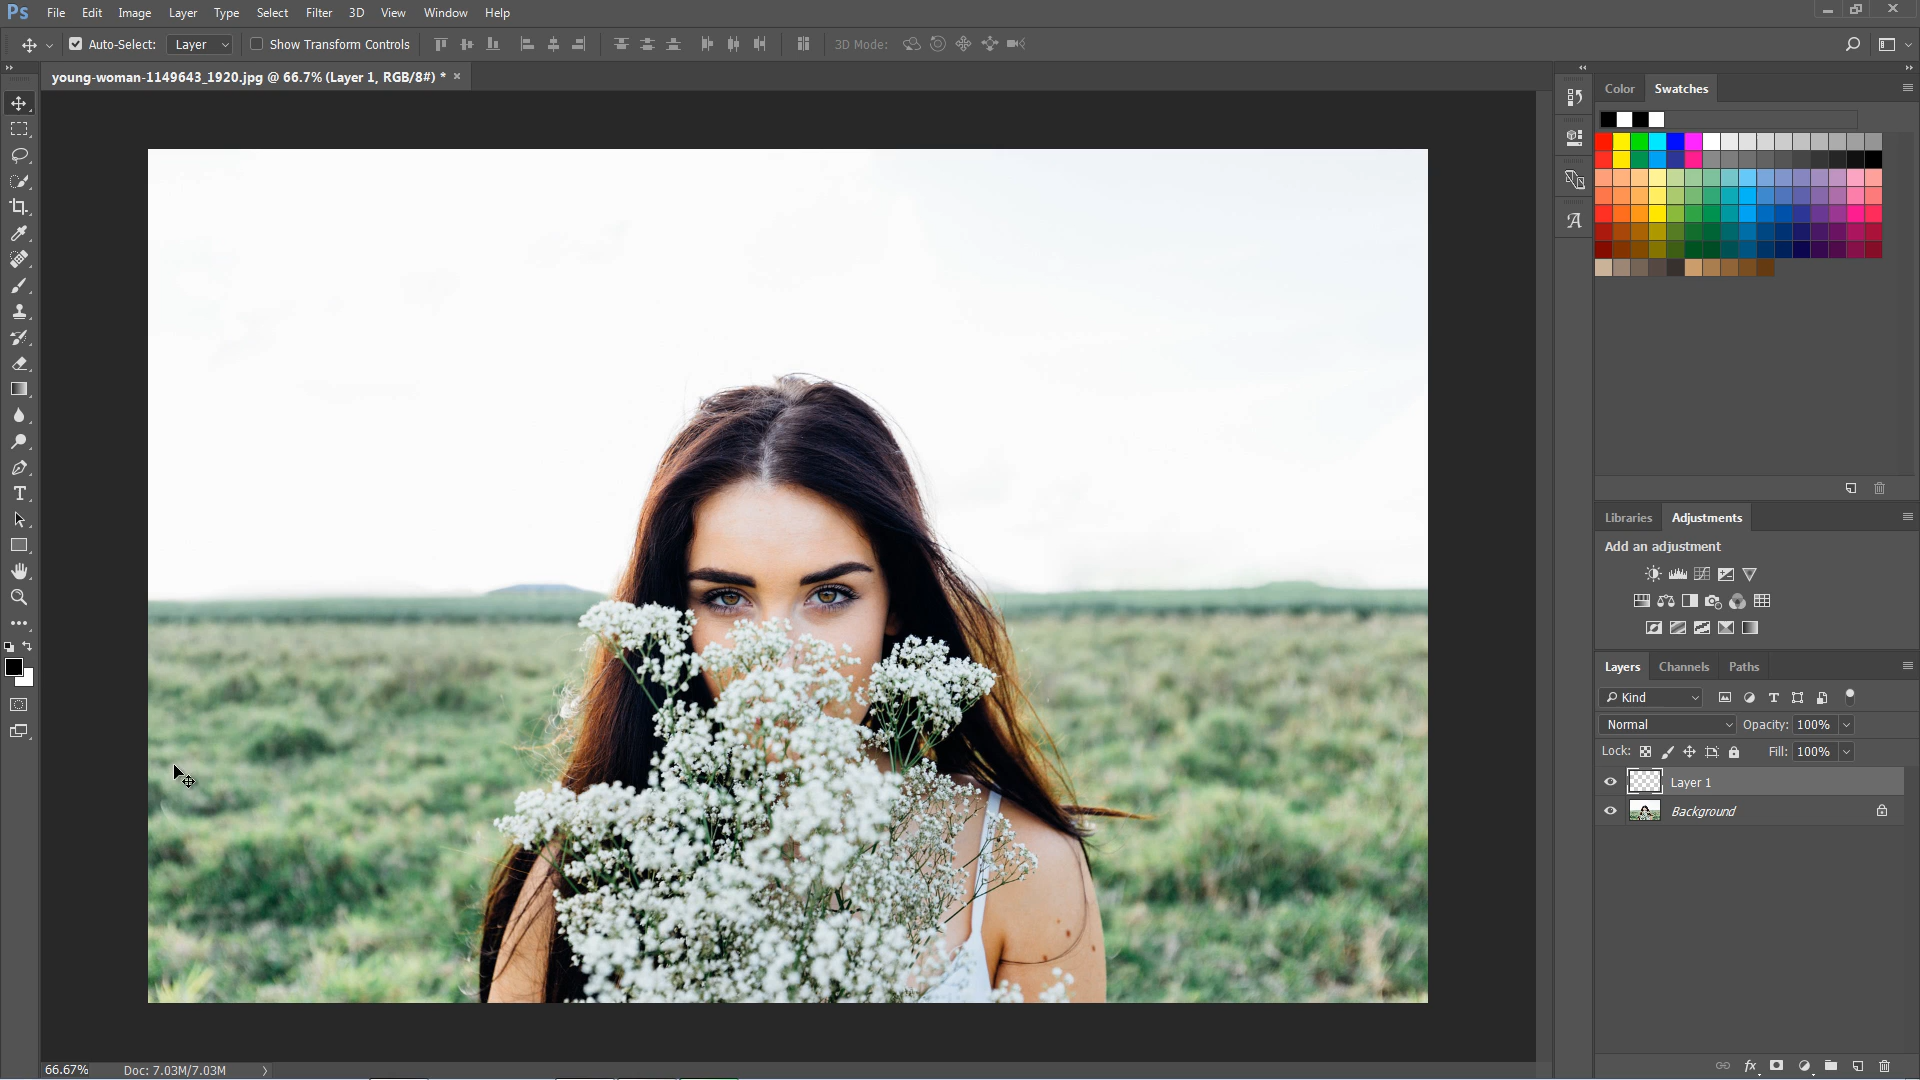 Ps File Edit Image Layer Type Select Filter 3D View Window Help
Auto-Select: Layer Show Transform Controls 3D Mode:
young-woman-1149643_1920.jpg @ 66.7% (Layer 1, RGB/8#) *
Color Swatches
Libraries Adjustments
Add an adjustment
Layers Channels Paths
Kind
Normal Opacity: 100%
Lock: Fill: 100%
Layer 1
Background
66.67% Doc: 7.03M/7.03M